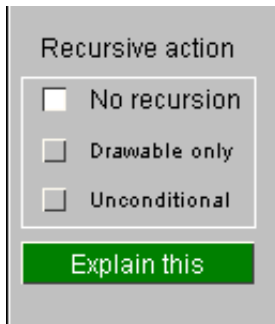 Recursive action
No recursion
Drawable only
Unconditional
Explain this